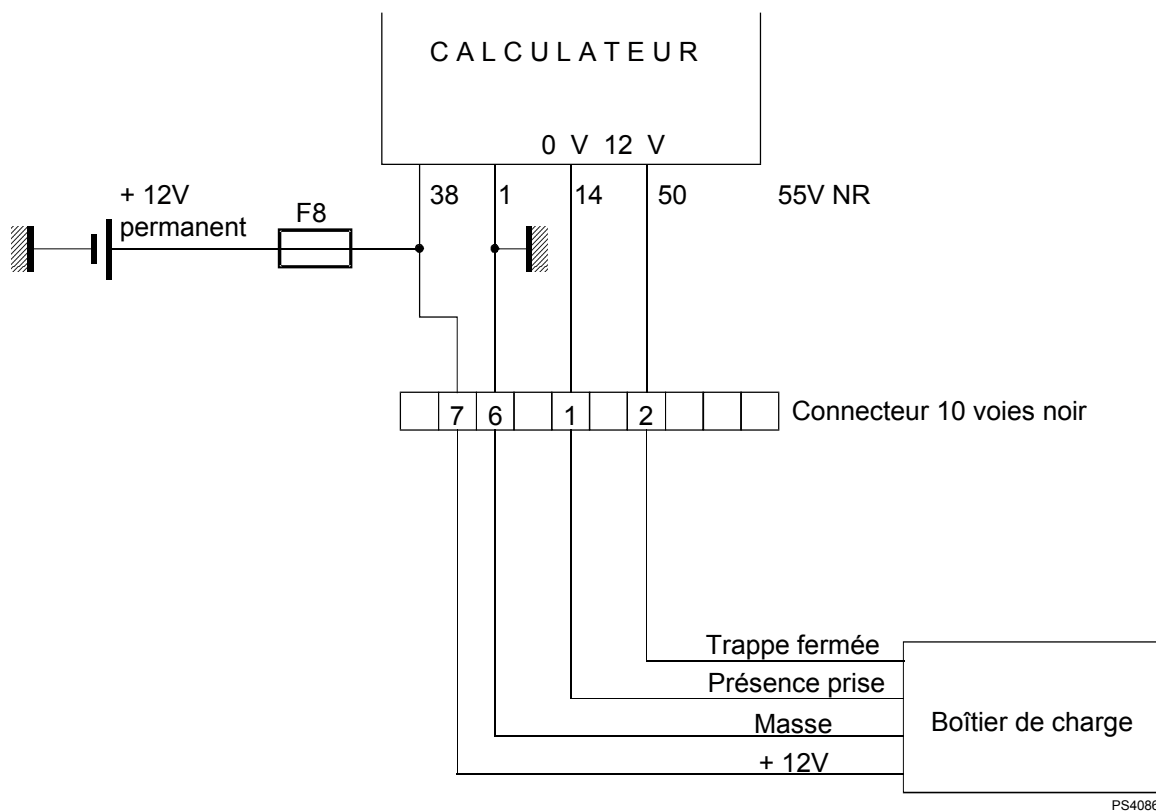 CALCULATEUR
0 V 12 V
38 1 14 50 55V NR
+ 12V
permanent
F8
7 6 1 2 Connecteur 10 voies noir
Trappe fermée
Présence prise
Masse
+ 12V
Boîtier de charge
PS4086